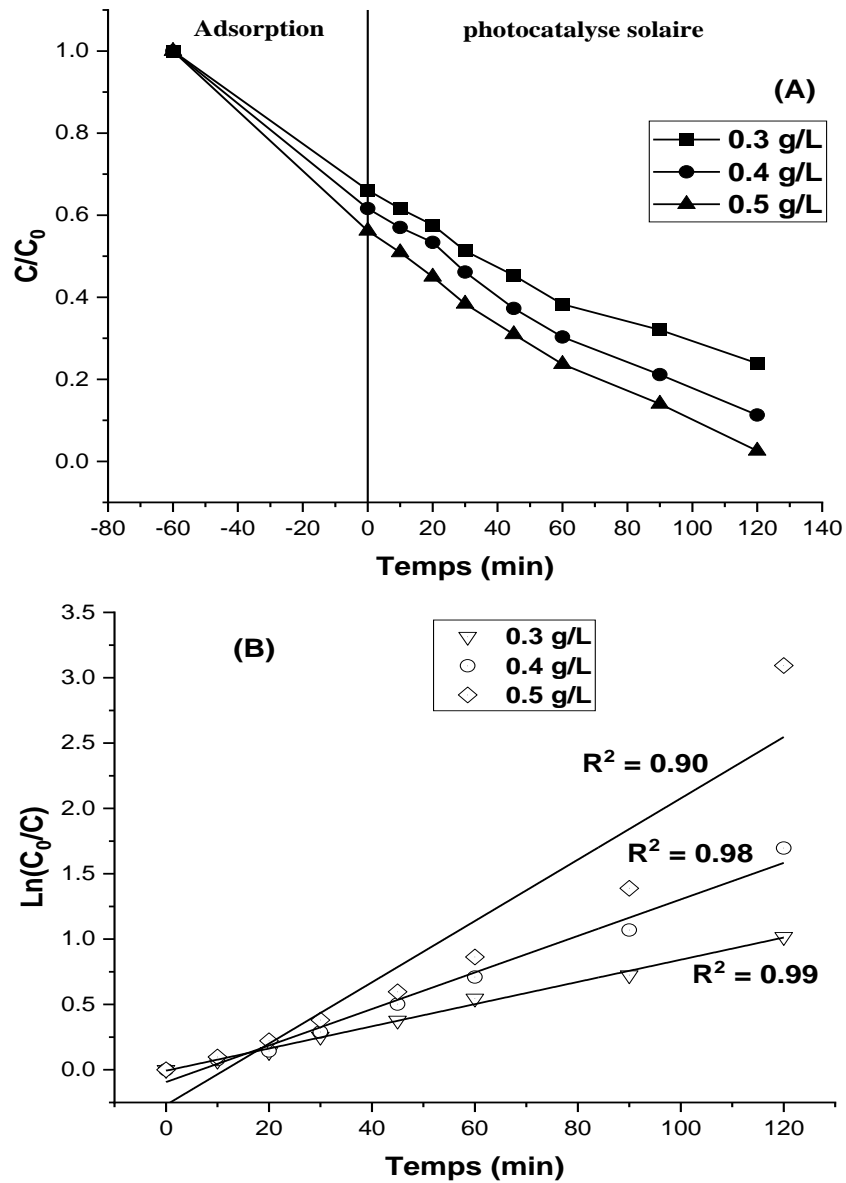 Adsorption
photocatalyse solaire
(A)
0.3 g/L
0.4 g/L
0.5 g/L
C/C₀
1.0
0.8
0.6
0.4
0.2
0.0
-80 -60 -40 -20 0 20 40 60 80 100 120 140
Temps (min)
(B)
0.3 g/L
0.4 g/L
0.5 g/L
Ln(C₀/C)
3.5
3.0
2.5
2.0
1.5
1.0
0.5
0.0
R² = 0.90
R² = 0.98
R² = 0.99
0 20 40 60 80 100 120
Temps (min)